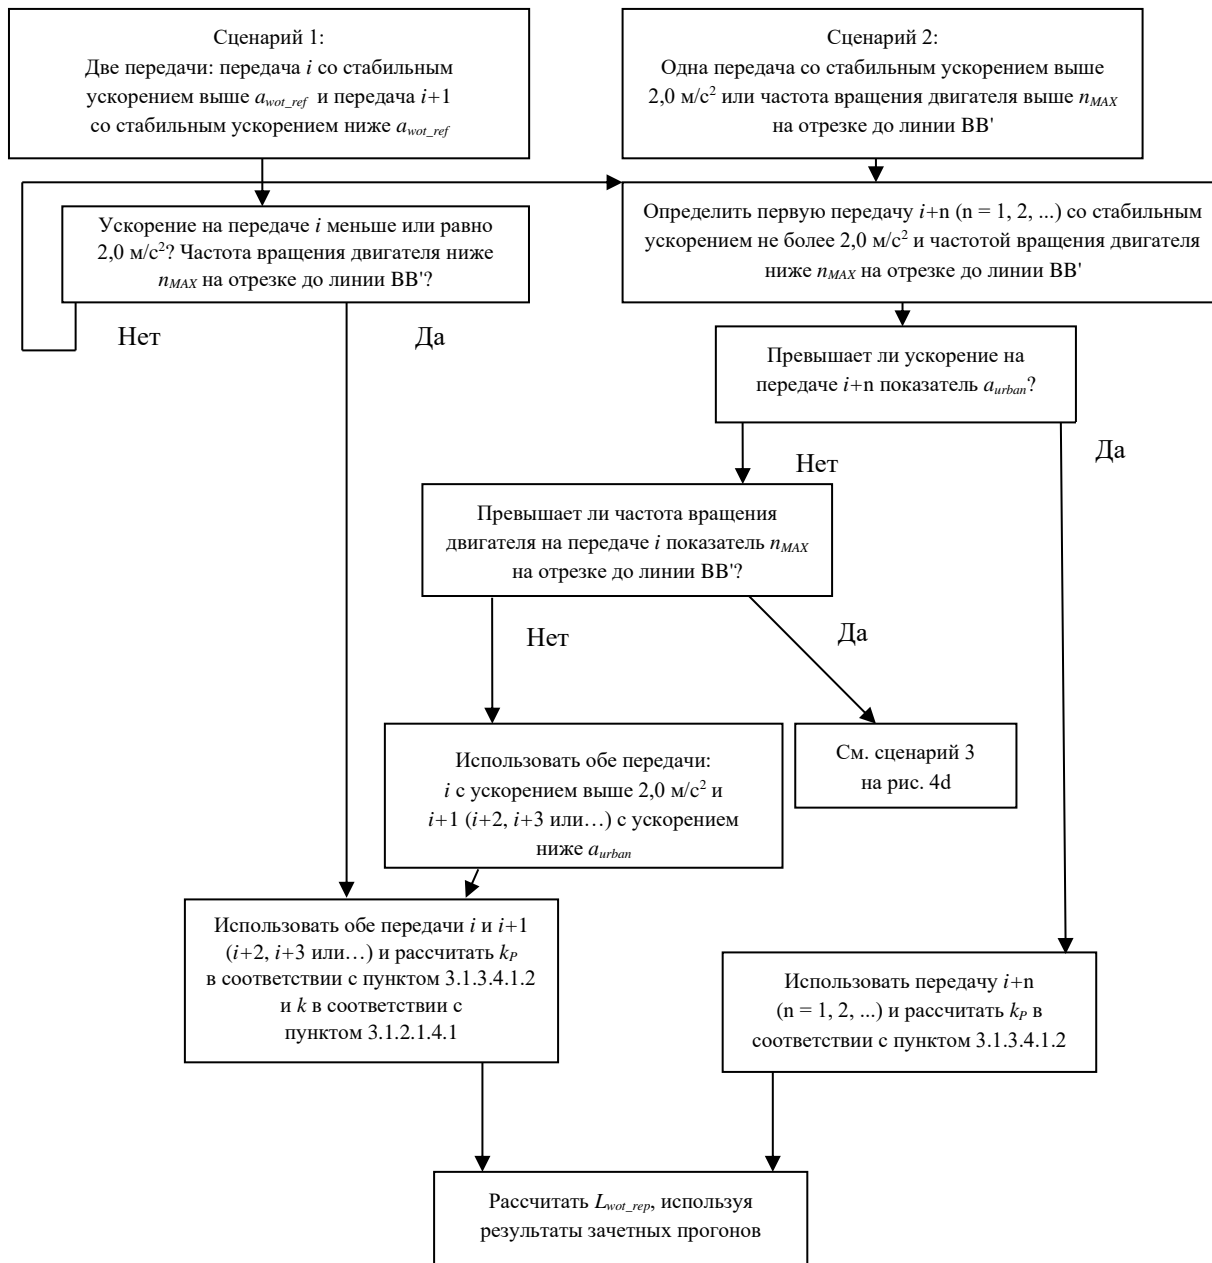 Сценарий 1:
Две передачи: передача i со стабильным
ускорением выше a_wot_ref и передача i+1
со стабильным ускорением ниже a_wot_ref
Сценарий 2:
Одна передача со стабильным ускорением выше
2,0 м/с² или частота вращения двигателя выше n_MAX
на отрезке до линии BB'
Ускорение на передаче i меньше или равно
2,0 м/с²? Частота вращения двигателя ниже
n_MAX на отрезке до линии BB'?
Определить первую передачу i+n (n = 1, 2, ...) со стабильным
ускорением не более 2,0 м/с² и частотой вращения двигателя
ниже n_MAX на отрезке до линии BB'
Нет
Да
Превышает ли ускорение на
передаче i+n показатель a_urban?
Нет
Да
Превышает ли частота вращения
двигателя на передаче i показатель n_MAX
на отрезке до линии BB'?
Нет
Да
Использовать обе передачи:
i с ускорением выше 2,0 м/с² и
i+1 (i+2, i+3 или…) с ускорением
ниже a_urban
См. сценарий 3
на рис. 4d
Использовать обе передачи i и i+1
(i+2, i+3 или…) и рассчитать k_P
в соответствии с пунктом 3.1.3.4.1.2
и k в соответствии с
пунктом 3.1.2.1.4.1
Использовать передачу i+n
(n = 1, 2, ...) и рассчитать k_P в
соответствии с пунктом 3.1.3.4.1.2
Рассчитать L_wot_rep, используя
результаты зачетных прогонов